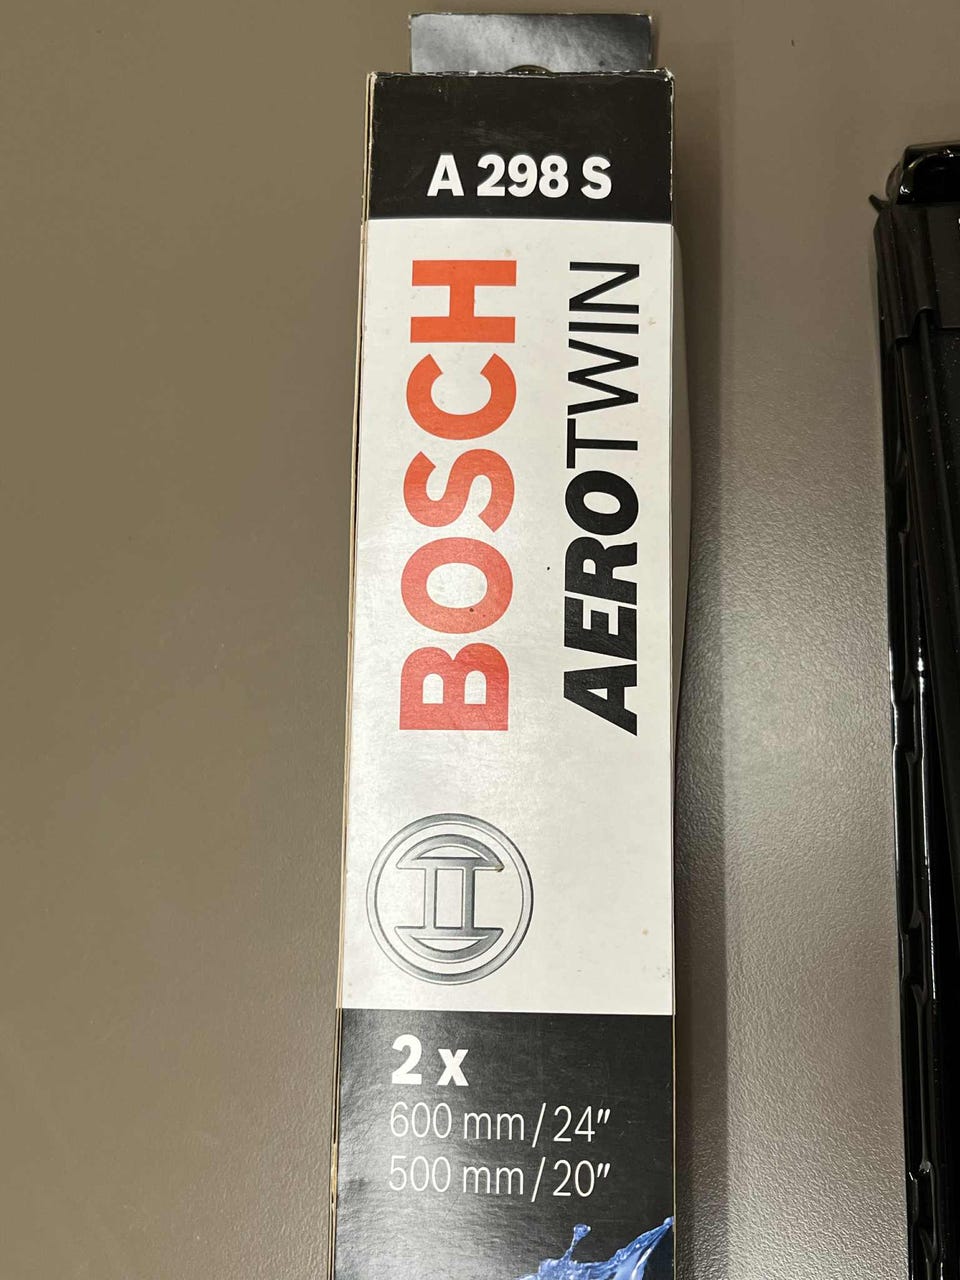 A 298 S
BOSCH
AEROTWIN
2 x
600 mm / 24″
500 mm / 20″